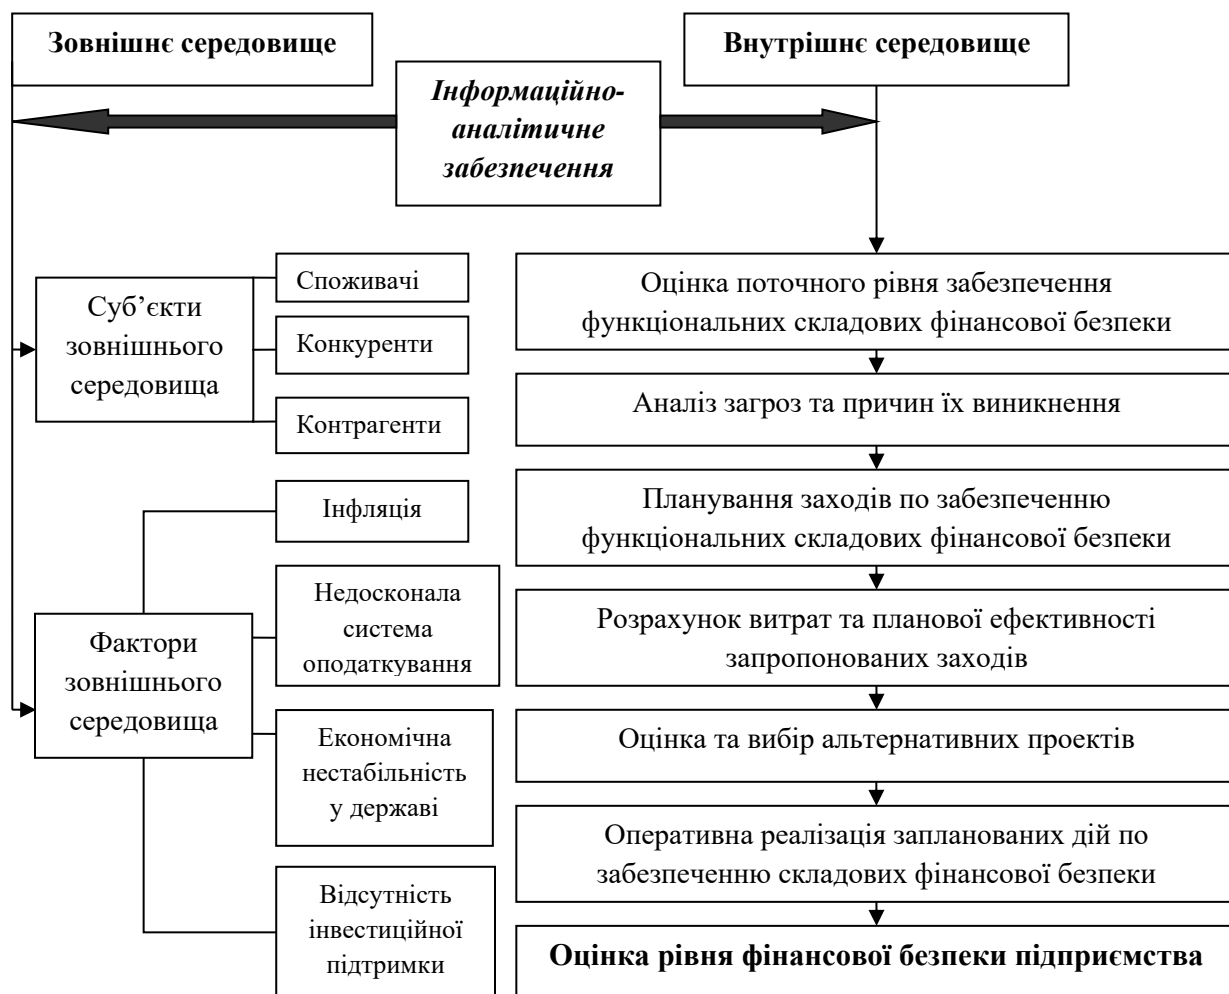 Зовнішнє середовище
Внутрішнє середовище
Інформаційно-
аналітичне
забезпечення
Суб’єкти
зовнішнього
середовища
Споживачі
Конкуренти
Контрагенти
Фактори
зовнішнього
середовища
Інфляція
Недосконала
система
оподаткування
Економічна
нестабільність
у державі
Відсутність
інвестиційної
підтримки
Оцінка поточного рівня забезпечення
функціональних складових фінансової безпеки
Аналіз загроз та причин їх виникнення
Планування заходів по забезпеченню
функціональних складових фінансової безпеки
Розрахунок витрат та планової ефективності
запропонованих заходів
Оцінка та вибір альтернативних проектів
Оперативна реалізація запланованих дій по
забезпеченню складових фінансової безпеки
Оцінка рівня фінансової безпеки підприємства